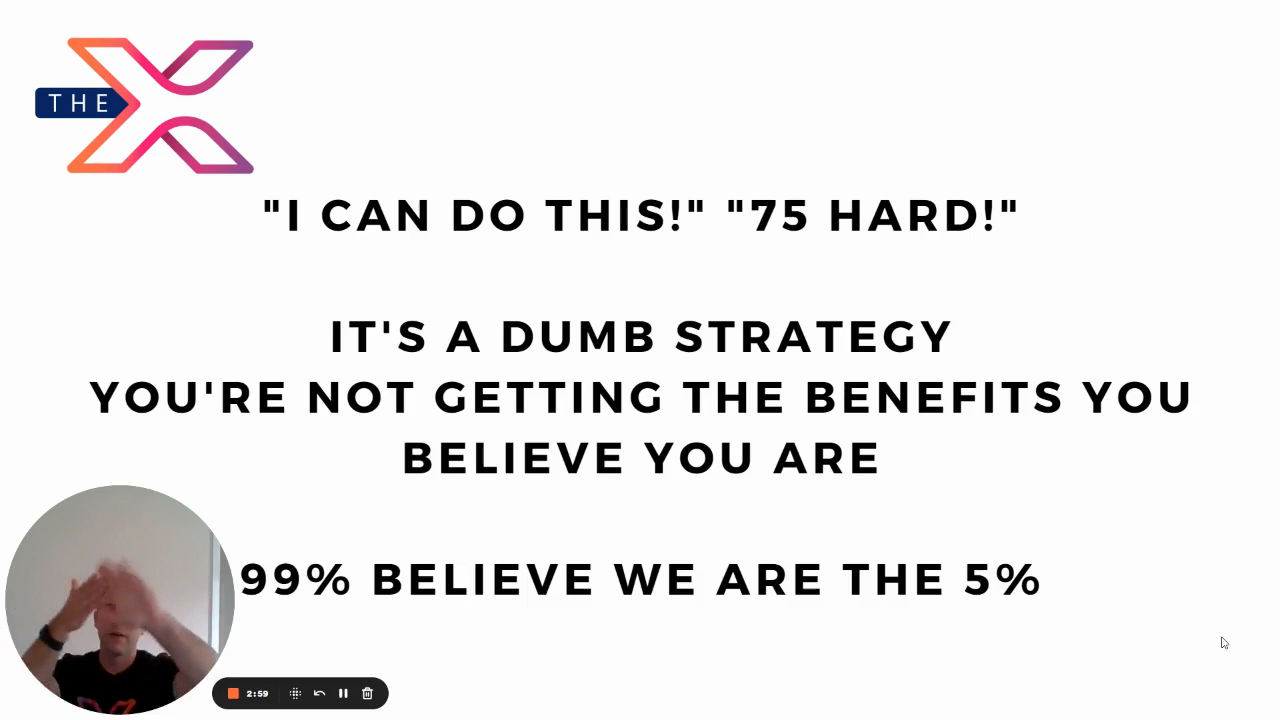 THE X
"I CAN DO THIS!" "75 HARD!"
IT'S A DUMB STRATEGY
YOU'RE NOT GETTING THE BENEFITS YOU
BELIEVE YOU ARE
99% BELIEVE WE ARE THE 5%
2:59